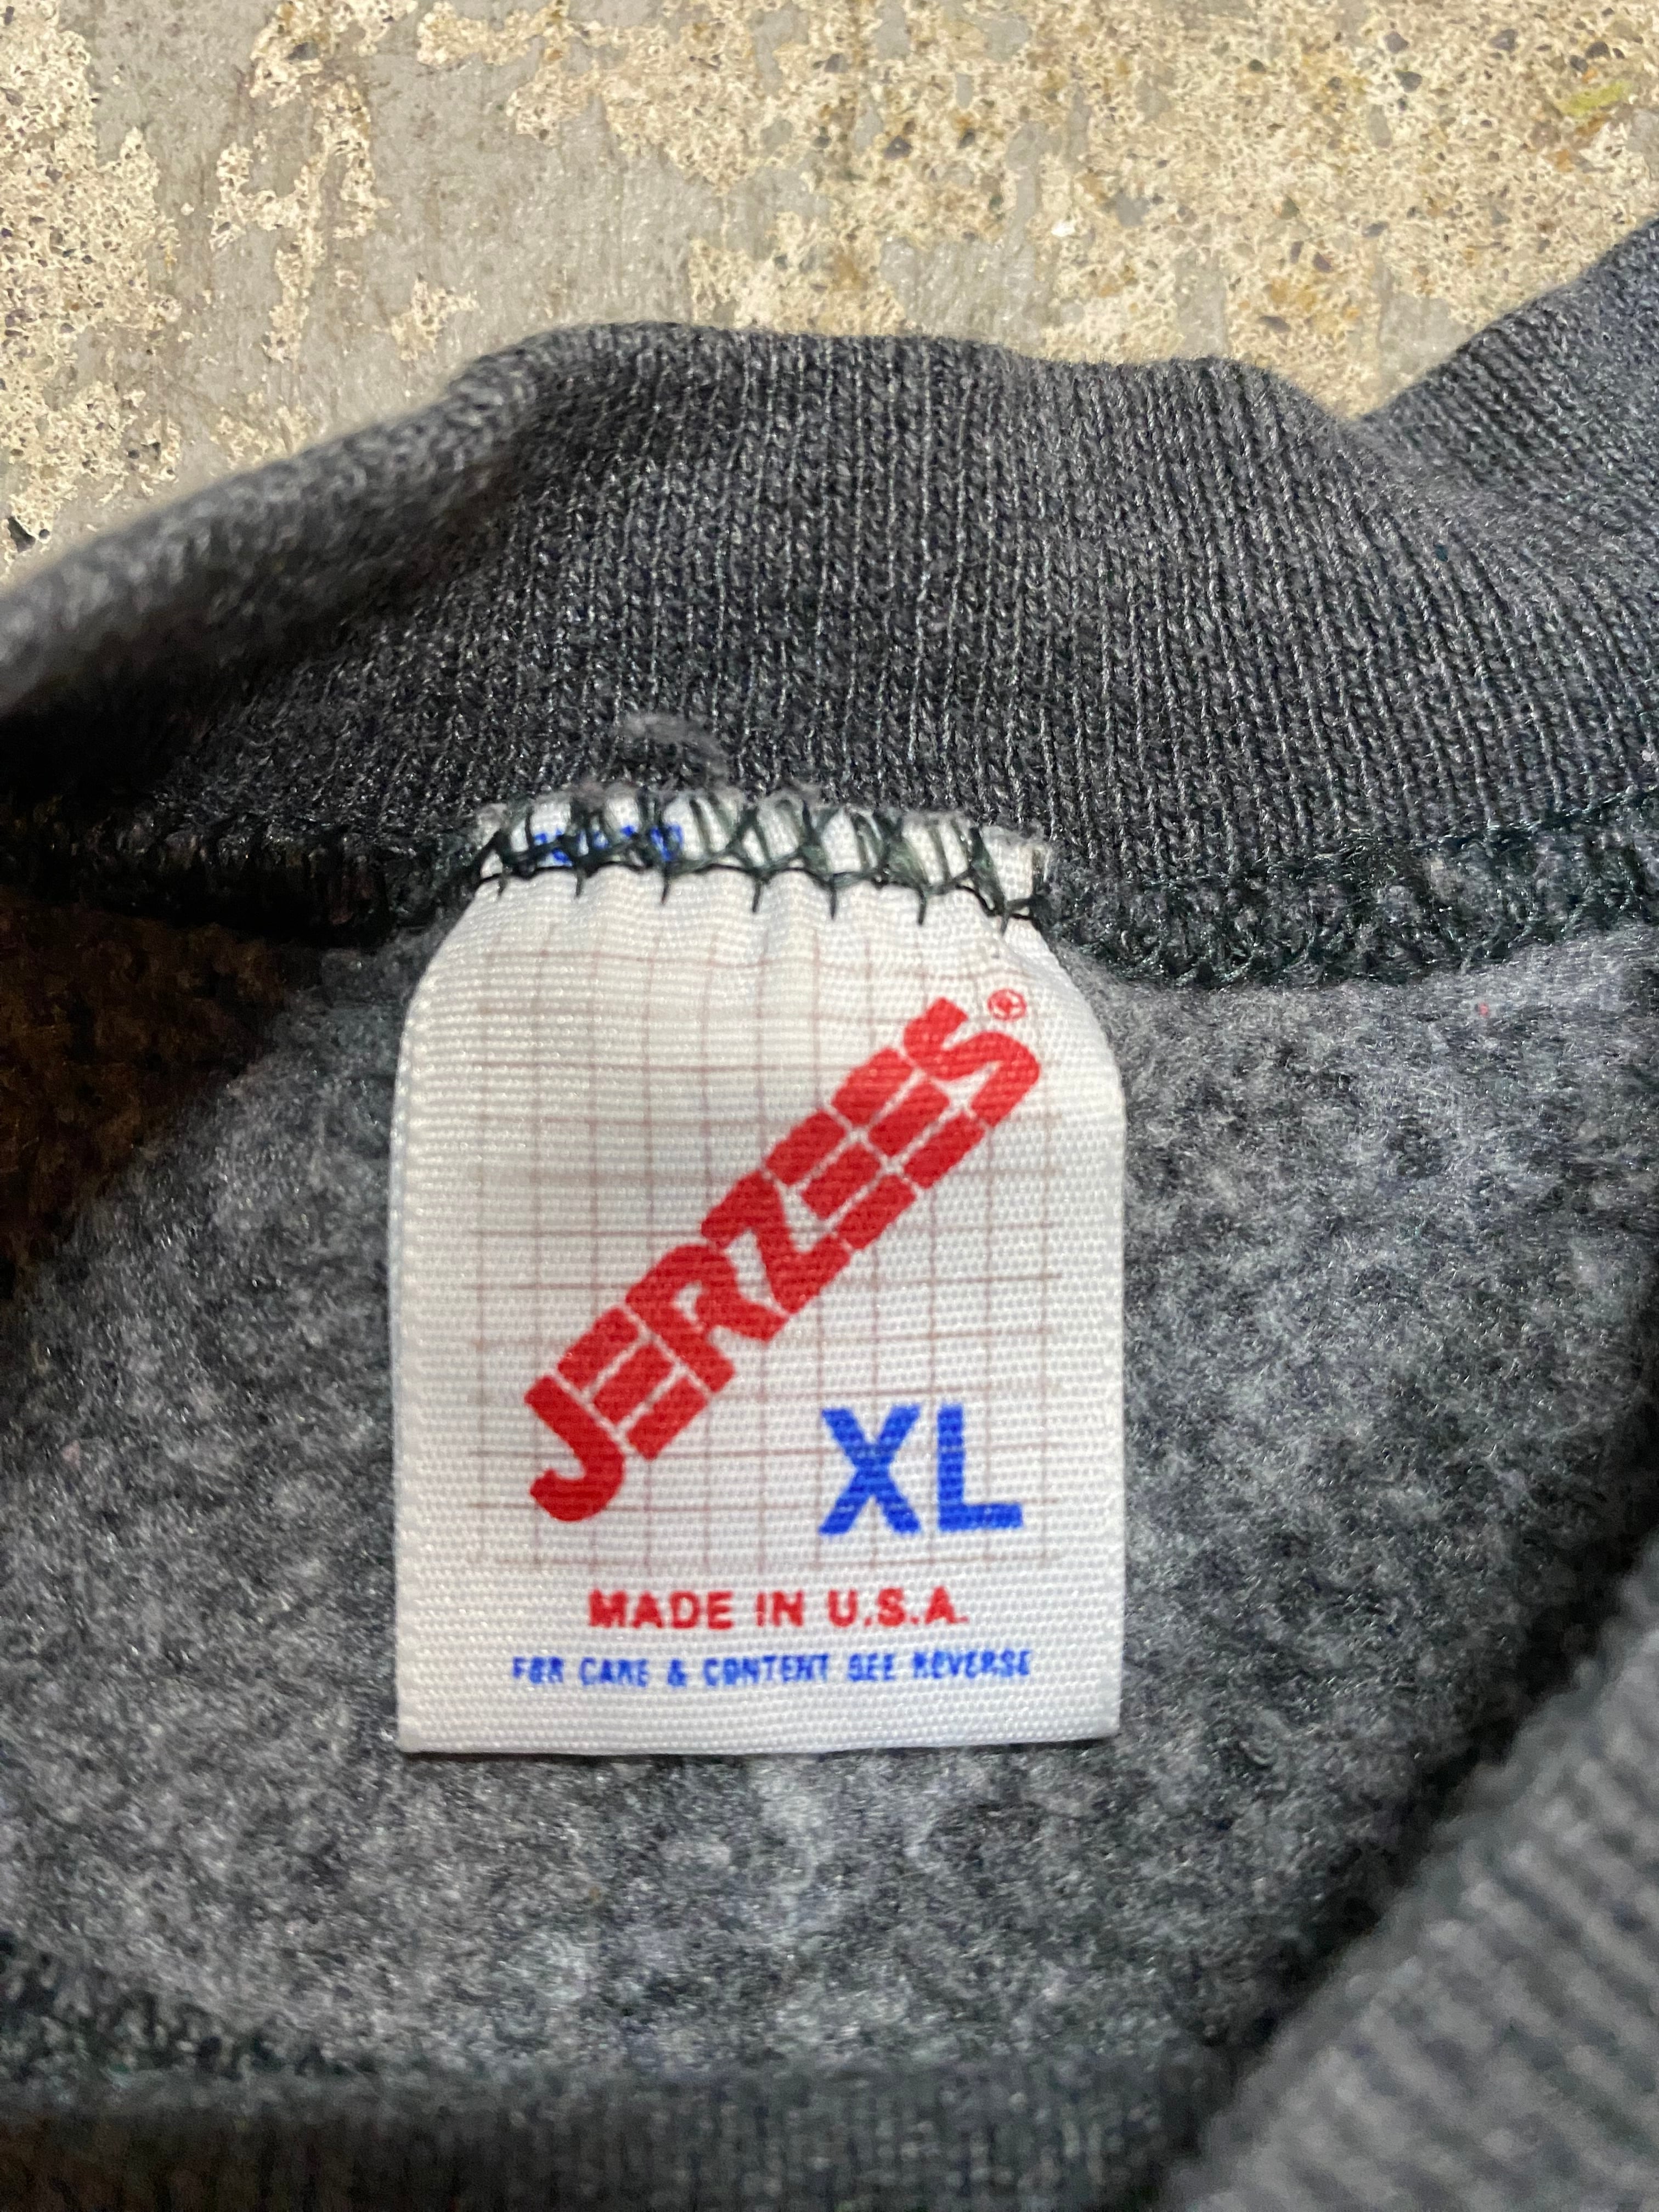 JERZEES®
XL
MADE IN U.S.A.
FOR CARE & CONTENT SEE REVERSE